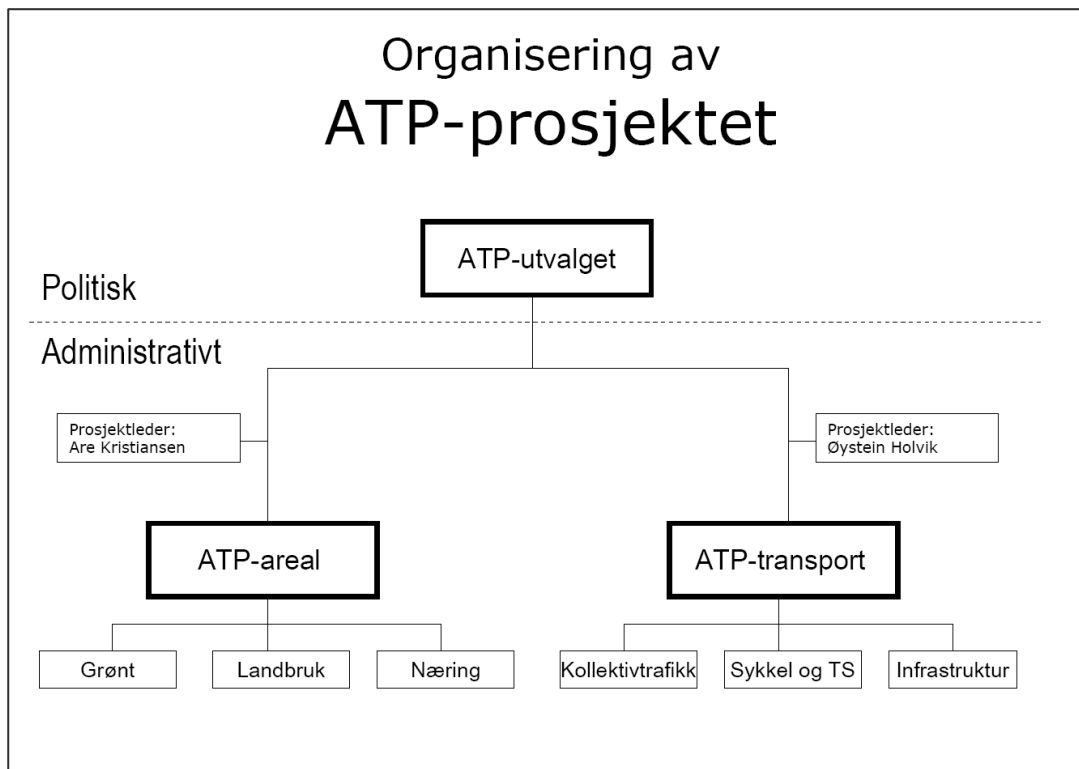 Organisering av
ATP-prosjektet
ATP-utvalget
Politisk
Administrativt
Prosjektleder:
Are Kristiansen
Prosjektleder:
Øystein Holvik
ATP-areal
ATP-transport
Grønt
Landbruk
Næring
Kollektivtrafikk
Sykkel og TS
Infrastruktur